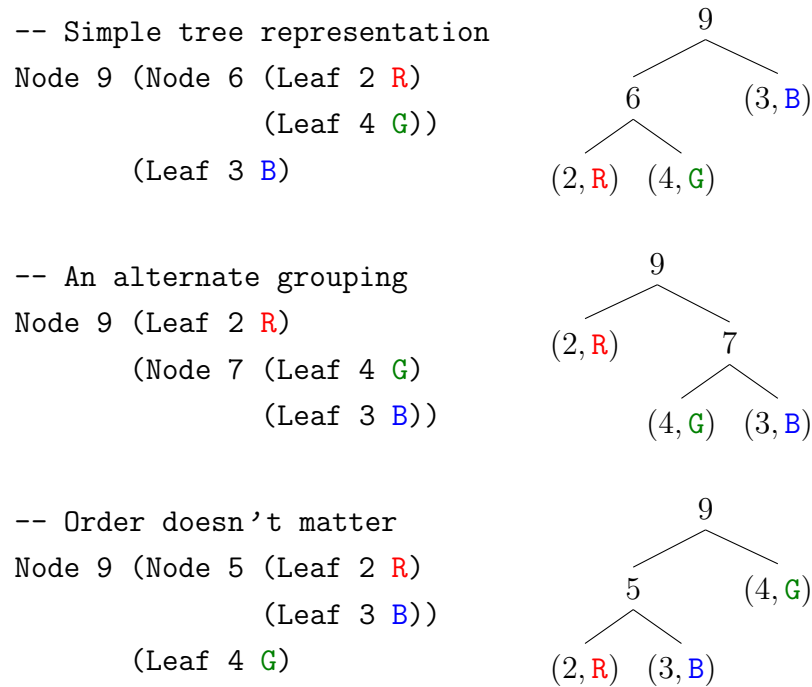 -- Simple tree representation
Node 9 (Node 6 (Leaf 2 R)
(Leaf 4 G))
(Leaf 3 B)
9
6 (3, B)
(2, R) (4, G)
-- An alternate grouping
Node 9 (Leaf 2 R)
(Node 7 (Leaf 4 G)
(Leaf 3 B))
9
(2, R) 7
(4, G) (3, B)
-- Order doesn't matter
Node 9 (Node 5 (Leaf 2 R)
(Leaf 3 B))
(Leaf 4 G)
9
5 (4, G)
(2, R) (3, B)